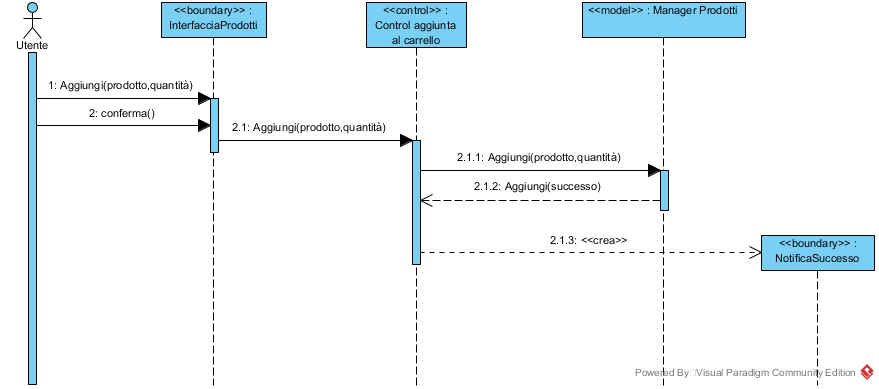 <<boundary>> :
InterfacciaProdotti
<<control>> :
Control aggiunta
al carrello
<<model>> : Manager Prodotti
Utente
1: Aggiungi(prodotto,quantità)
2: conferma()
2.1: Aggiungi(prodotto,quantità)
2.1.1: Aggiungi(prodotto,quantità)
2.1.2: Aggiungi(successo)
2.1.3: <<crea>>
<<boundary>> :
NotificaSuccesso
Powered By Visual Paradigm Community Edition